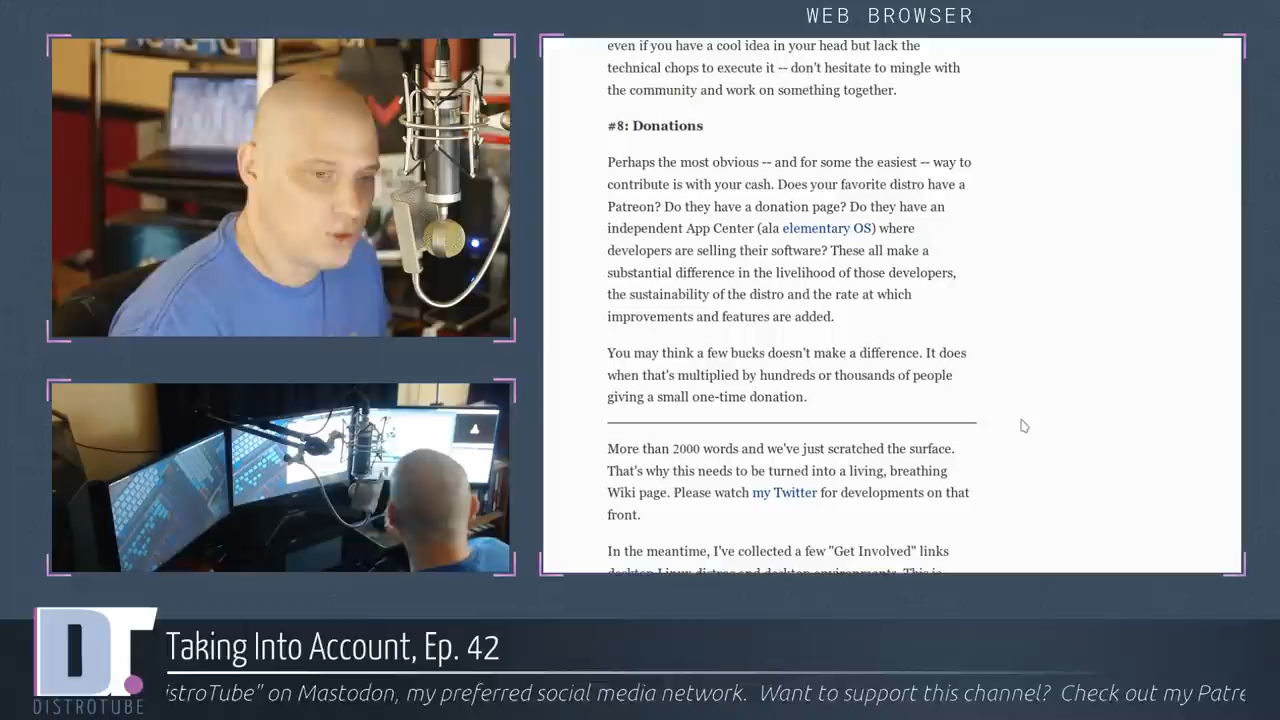 WEB BROWSER
even if you have a cool idea in your head but lack the
technical chops to execute it -- don't hesitate to mingle with
the community and work on something together.
#8: Donations
Perhaps the most obvious -- and for some the easiest -- way to
contribute is with your cash. Does your favorite distro have a
Patreon? Do they have a donation page? Do they have an
independent App Center (ala elementary OS) where
developers are selling their software? These all make a
substantial difference in the livelihood of those developers,
the sustainability of the distro and the rate at which
improvements and features are added.
You may think a few bucks doesn't make a difference. It does
when that's multiplied by hundreds or thousands of people
giving a small one-time donation.
More than 2000 words and we've just scratched the surface.
That's why this needs to be turned into a living, breathing
Wiki page. Please watch my Twitter for developments on that
front.
In the meantime, I've collected a few "Get Involved" links
desktop Linux distros and desktop environments. This is
DT
DISTROTUBE
Taking Into Account, Ep. 42
istroTube" on Mastodon, my preferred social media network. Want to support this channel? Check out my Patre